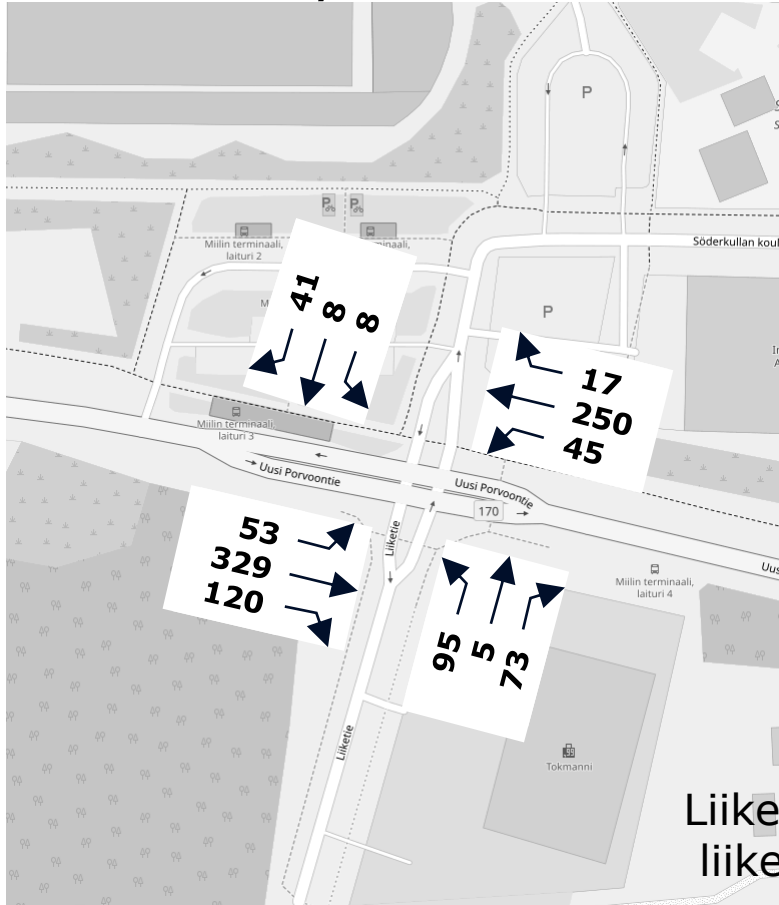 P
P P
Miilin terminaali,
laituri 2
Söderkullan koul
P
41
8
8
17
250
45
Miilin terminaali,
laituri 3
Uusi Porvoontie
Uusi Porvoontie
170
Liiketie
53
329
120
95
5
73
Miilin terminaali,
laituri 4
Uus
Liiketie
Tokmanni
Liike
liike